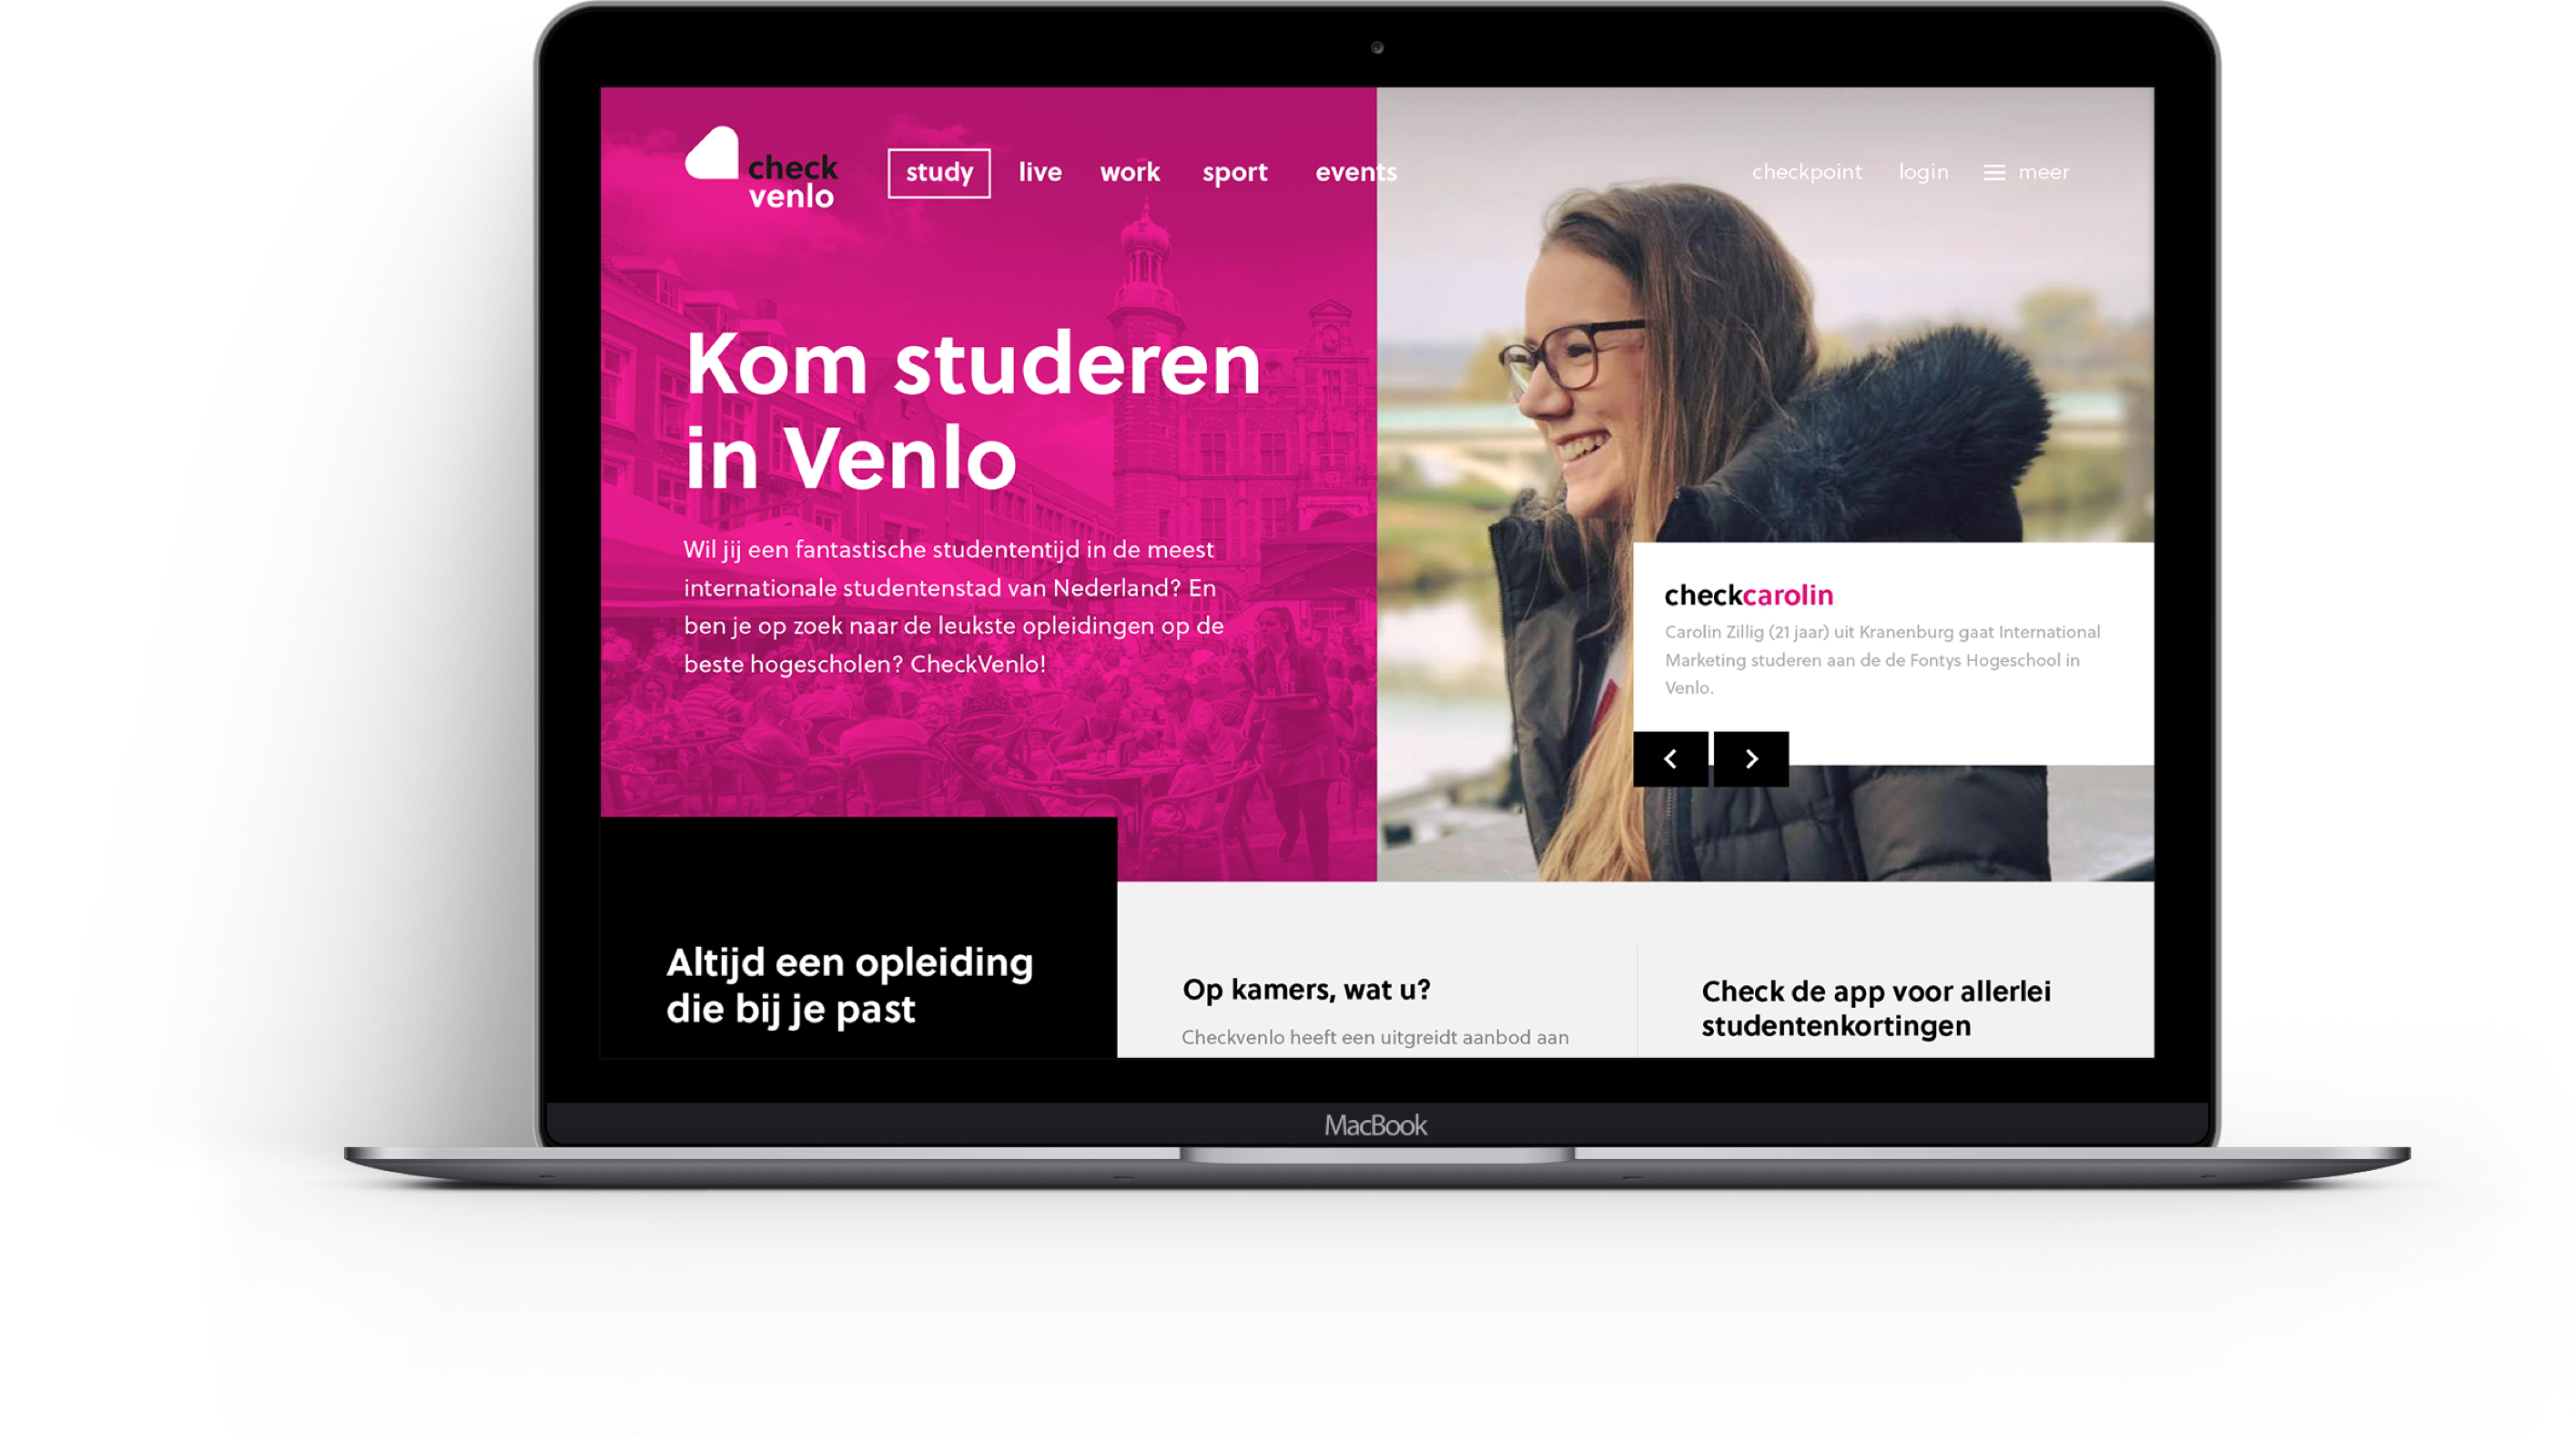 check
venlo
study
live
work
sport
events
checkpoint
login
meer
Kom studeren
in Venlo
Wil jij een fantastische studententijd in de meest
internationale studentenstad van Nederland? En
ben je op zoek naar de leukste opleidingen op de
beste hogescholen? CheckVenlo!
checkcarolin
Carolin Zillig (21 jaar) uit Kranenburg gaat International
Marketing studeren aan de de Fontys Hogeschool in
Venlo.
Altijd een opleiding
die bij je past
Op kamers, wat u?
Checkvenlo heeft een uitgreidt aanbod aan
Check de app voor allerlei
studentenkortingen
MacBook